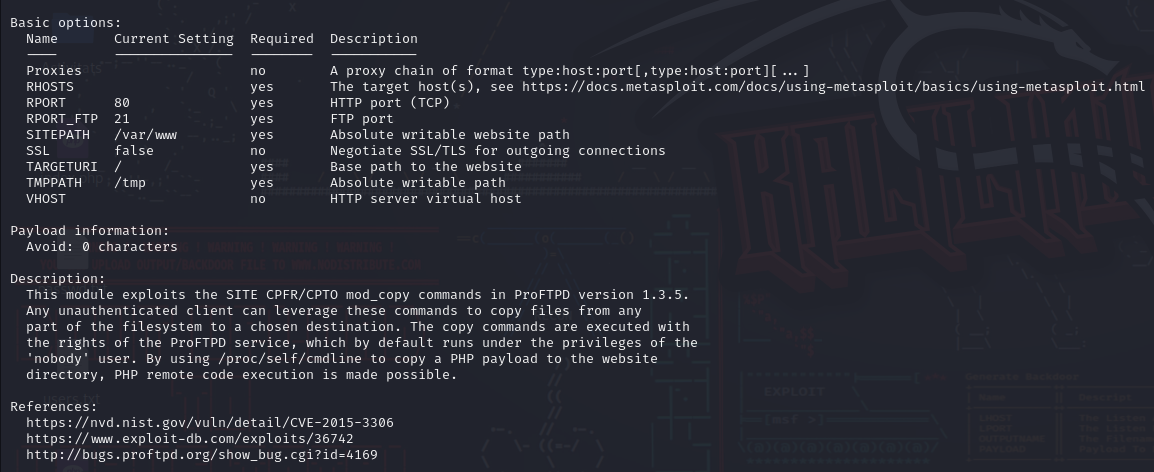 Basic options:
Name Current Setting Required Description
Proxies no A proxy chain of format type:host:port[,type:host:port][...]
RHOSTS yes The target host(s), see https://docs.metasploit.com/docs/using-metasploit/basics/using-metasploit.html
RPORT 80 yes HTTP port (TCP)
RPORT_FTP 21 yes FTP port
SITEPATH /var/www yes Absolute writable website path
SSL false no Negotiate SSL/TLS for outgoing connections
TARGETURI / yes Base path to the website
TMPPATH /tmp yes Absolute writable path
VHOST no HTTP server virtual host
Payload information:
Avoid: 0 characters
Description:
This module exploits the SITE CPFR/CPTO mod_copy commands in ProFTPD version 1.3.5.
Any unauthenticated client can leverage these commands to copy files from any
part of the filesystem to a chosen destination. The copy commands are executed with
the rights of the ProFTPD service, which by default runs under the privileges of the
'nobody' user. By using /proc/self/cmdline to copy a PHP payload to the website
directory, PHP remote code execution is made possible.
References:
https://nvd.nist.gov/vuln/detail/CVE-2015-3306
https://www.exploit-db.com/exploits/36742
http://bugs.proftpd.org/show_bug.cgi?id=4169
users.txt
EXPLOIT